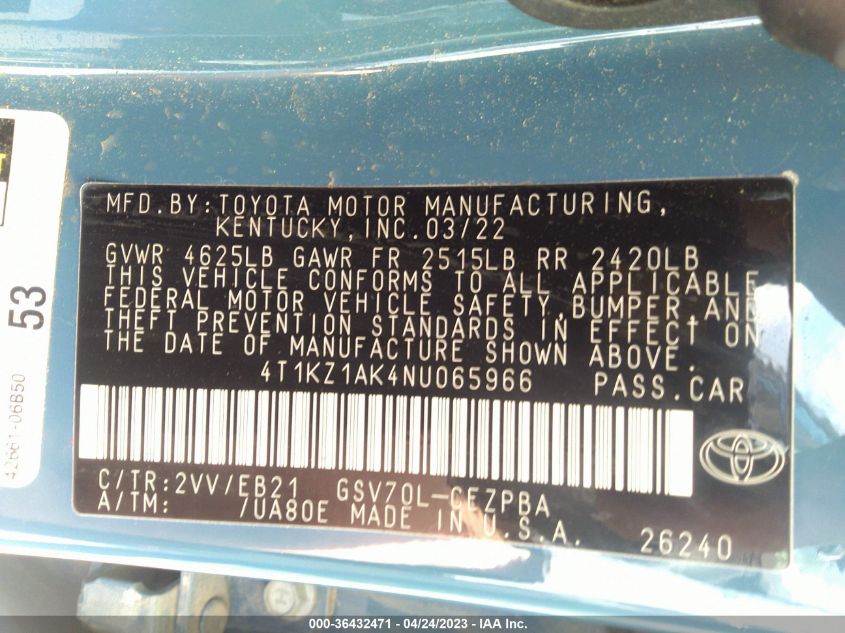 MFD.BY:TOYOTA MOTOR MANUFACTURING,
KENTUCKY,INC.03/22
GVWR 4625LB GAWR FR 2515LB RR 2420LB
THIS VEHICLE CONFORMS TO ALL APPLICABLE
FEDERAL MOTOR VEHICLE SAFETY,BUMPER,AND
THEFT PREVENTION STANDARDS IN EFFECT ON
THE DATE OF MANUFACTURE SHOWN ABOVE.
4T1KZ1AK4NU065966 PASS.CAR
C/TR:2VV/EB21 GSV70L-CEZPBA
A/TM: /UA80E MADE IN U.S.A. 26240
53
42661-06B50
000-36432471 / 04/24/2023 / IAA Inc.